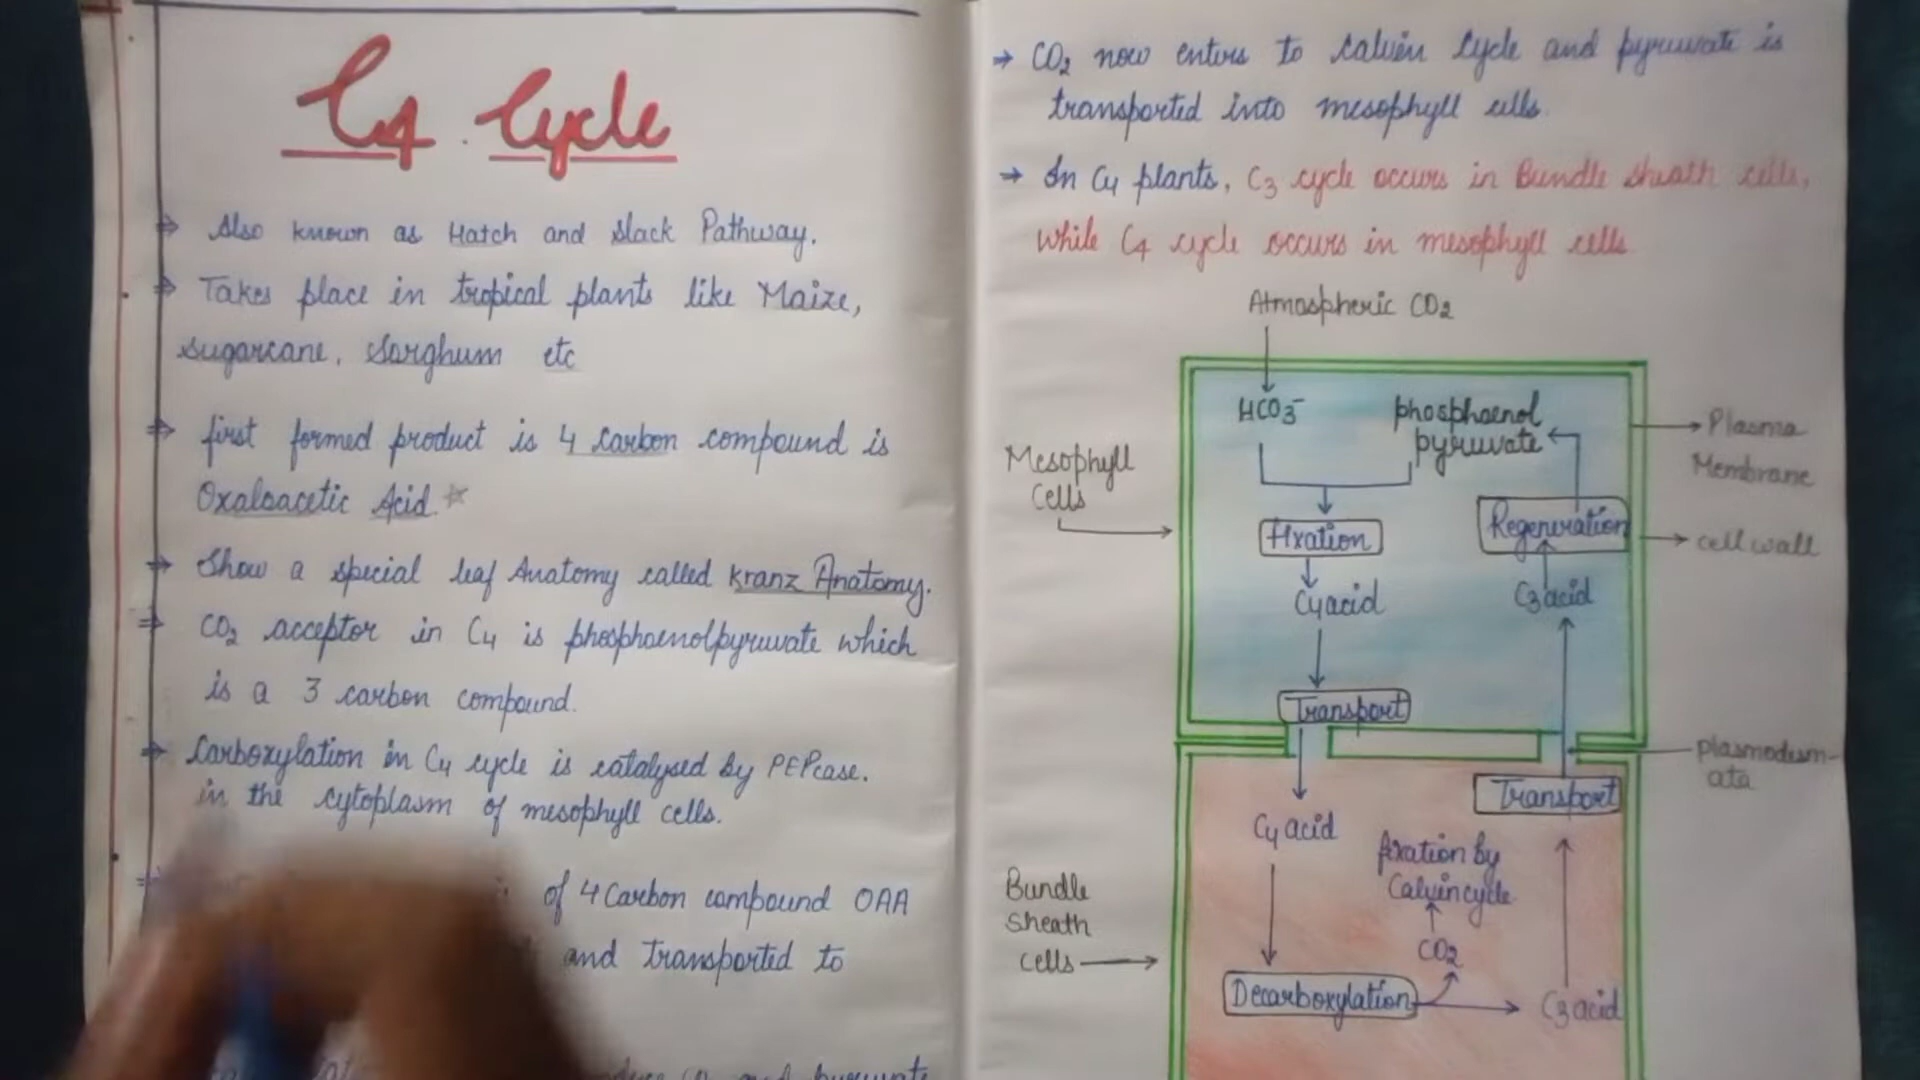 C4 Cycle
⇒ Also known as Hatch and Slack Pathway.
⇒ Takes place in tropical plants like Maize,
Sugarcane, Sorghum etc
⇒ first formed product is 4 carbon compound is
Oxaloacetic Acid. ☆
⇒ Show a special leaf Anatomy called Kranz Anatomy.
⇒ CO2 acceptor in C4 is phosphoenolpyruvate which
is a 3 carbon compound.
⇒ Carboxylation in C4 cycle is catalysed by PEPcase.
in the cytoplasm of mesophyll cells.
of 4 Carbon compound OAA
and transported to
and pyruvate
→ CO2 now enters to calvin cycle and pyruvate is
transported into mesophyll cells.
→ In C4 plants, C3 cycle occurs in Bundle sheath cells,
while C4 cycle occurs in mesophyll cells.
Atmospheric CO2
HCO3-
phosphoenol
pyruvate
Plasma
Membrane
Mesophyll
Cells
Fixation
Regeneration
cell wall
C4 acid
C3 acid
Transport
plasmodesm-
ata
Transport
C4 acid
fixation by
Calvin cycle
Bundle
Sheath
cells
CO2
Decarboxylation
C3 acid